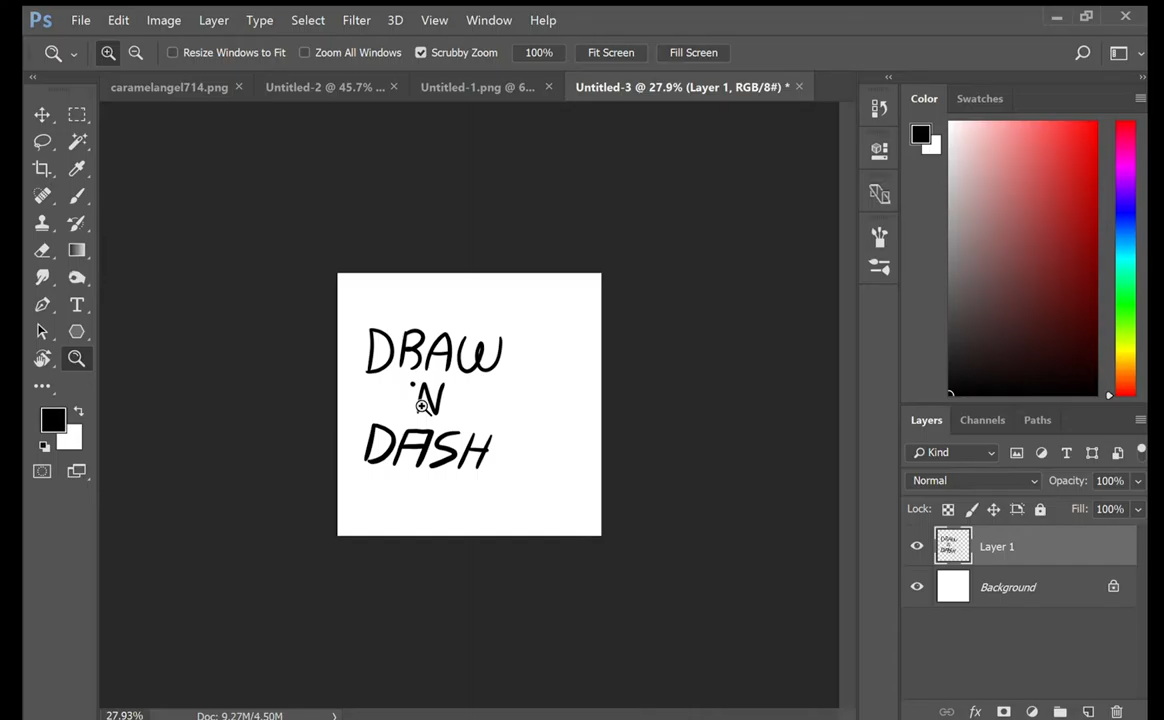 Ps File Edit Image Layer Type Select Filter 3D View Window Help
Resize Windows to Fit Zoom All Windows Scrubby Zoom 100% Fit Screen Fill Screen
caramelangel714.png × Untitled-2 @ 45.7% ... × Untitled-1.png @ 6... × Untitled-3 @ 27.9% (Layer 1, RGB/8#) * ×
Color Swatches
DRAW
'N
DASH
Layers Channels Paths
Kind
Normal Opacity: 100%
Lock: Fill: 100%
Layer 1
Background
27.93% Doc: 9.27M/4.50M
fx